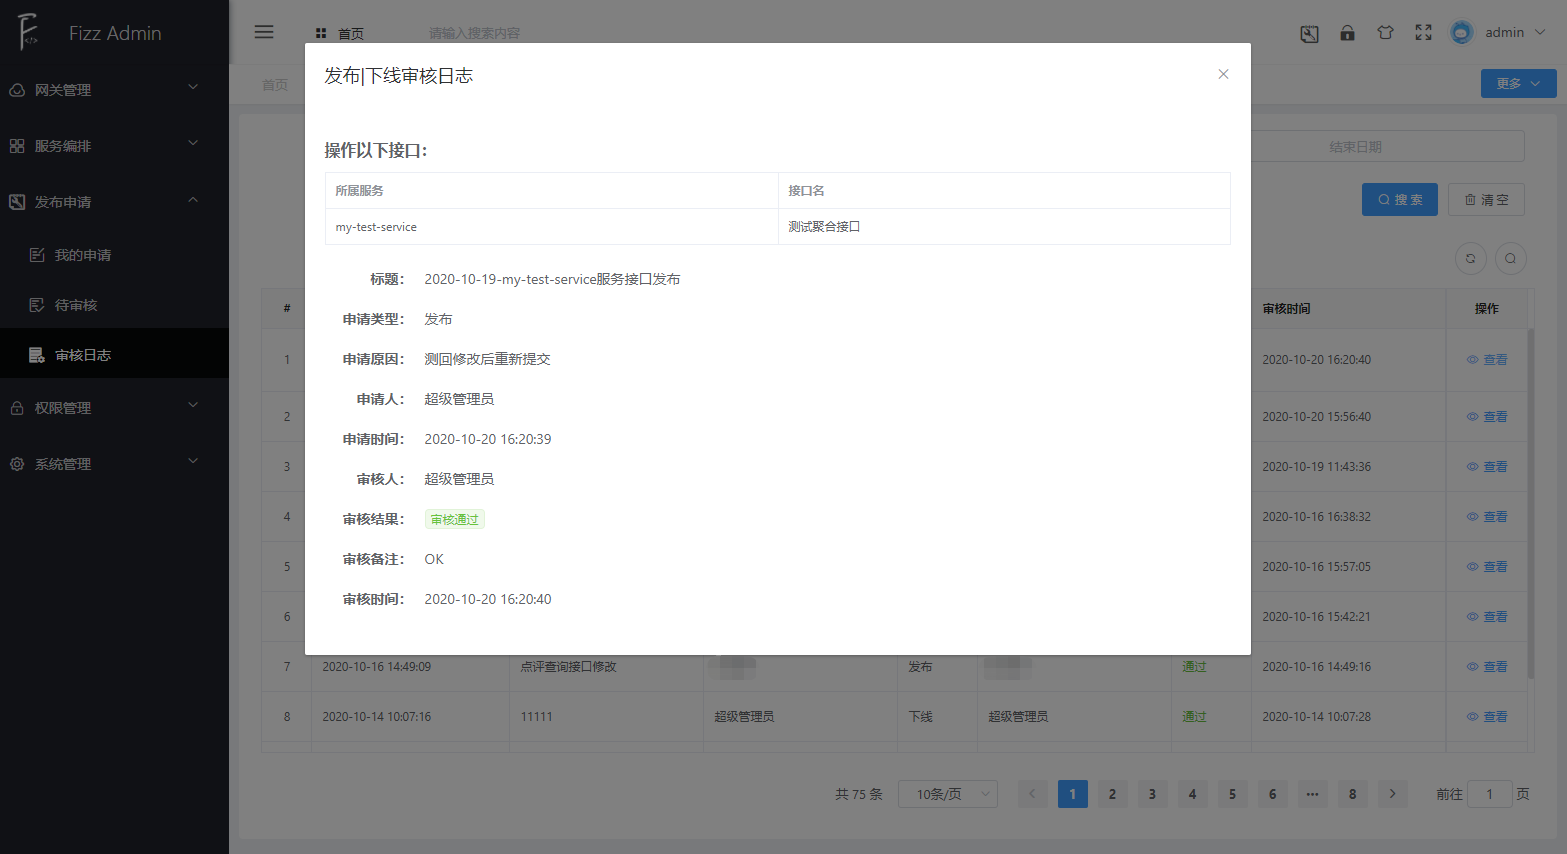 Fizz Admin
首页
请输入搜索内容
admin
首页
更多
网关管理
服务编排
发布申请
我的申请
待审核
审核日志
权限管理
系统管理
发布|下线审核日志
操作以下接口：
所属服务 接口名
my-test-service 测试聚合接口
标题： 2020-10-19-my-test-service服务接口发布
申请类型： 发布
申请原因： 测回修改后重新提交
申请人： 超级管理员
申请时间： 2020-10-20 16:20:39
审核人： 超级管理员
审核结果： 审核通过
审核备注： OK
审核时间： 2020-10-20 16:20:40
结束日期
搜 索 清 空
# 审核时间 操作
1 2020-10-20 16:20:40 查看
2 2020-10-20 15:56:40 查看
3 2020-10-19 11:43:36 查看
4 2020-10-16 16:38:32 查看
5 2020-10-16 15:57:05 查看
6 2020-10-16 15:42:21 查看
7 2020-10-16 14:49:09 点评查询接口修改 发布 通过 2020-10-16 14:49:16 查看
8 2020-10-14 10:07:16 11111 超级管理员 下线 超级管理员 通过 2020-10-14 10:07:28 查看
共 75 条 10条/页 1 2 3 4 5 6 ••• 8 前往 1 页